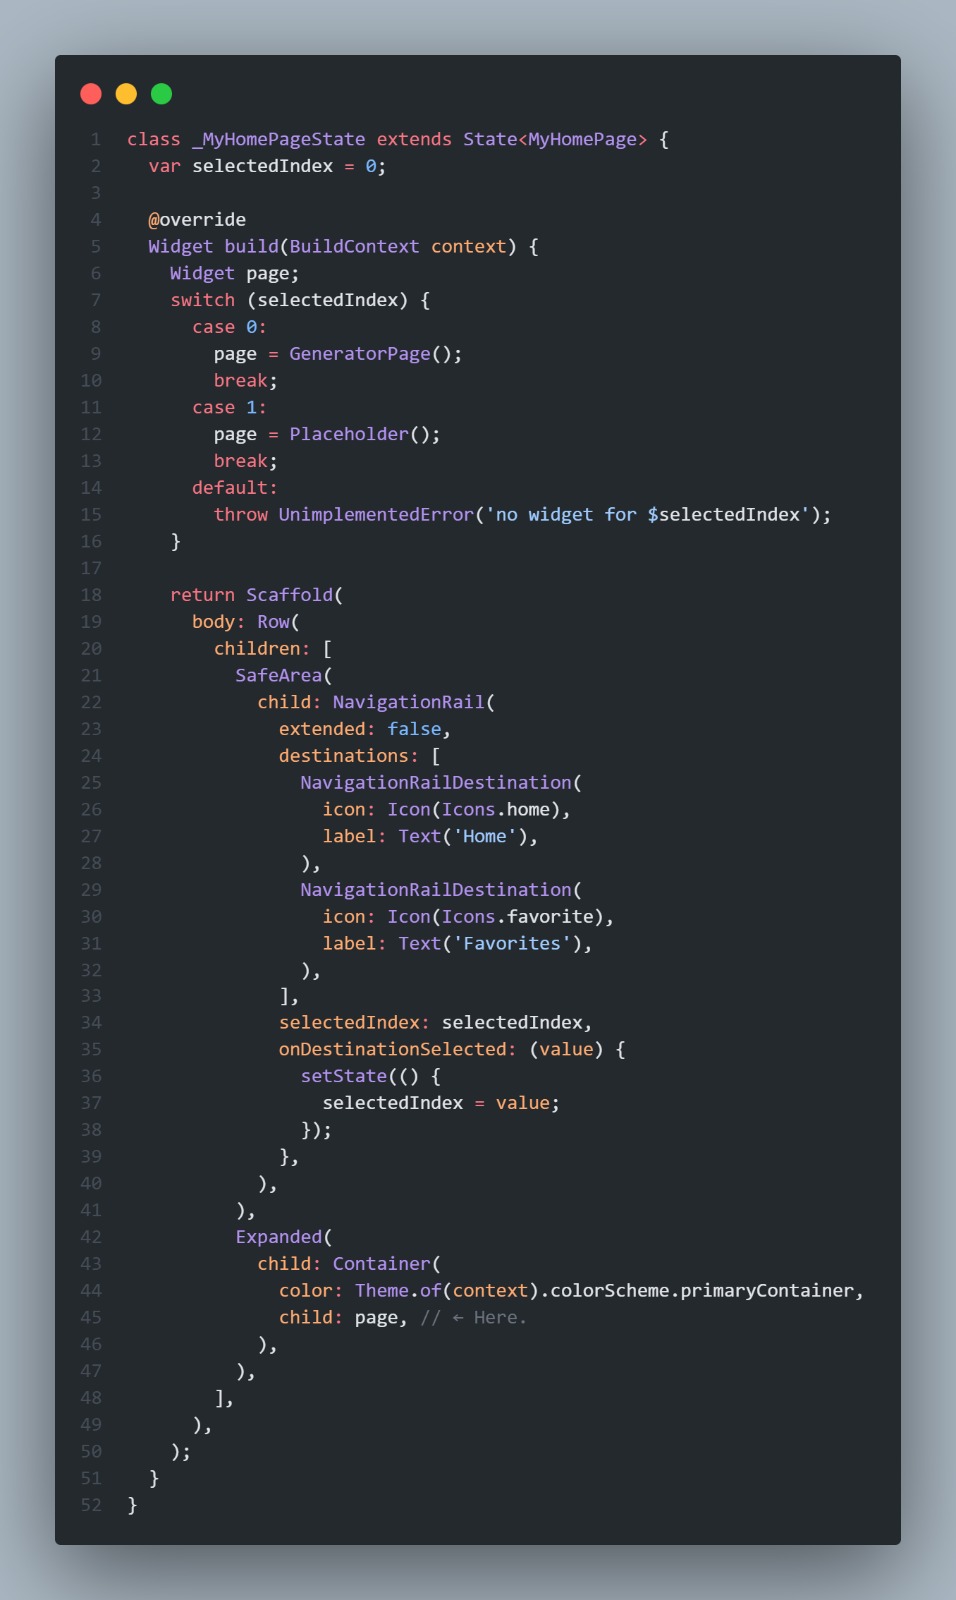 1 class _MyHomePageState extends State<MyHomePage> {
2   var selectedIndex = 0;
3
4   @override
5   Widget build(BuildContext context) {
6     Widget page;
7     switch (selectedIndex) {
8       case 0:
9         page = GeneratorPage();
10         break;
11       case 1:
12         page = Placeholder();
13         break;
14       default:
15         throw UnimplementedError('no widget for $selectedIndex');
16     }
17
18     return Scaffold(
19       body: Row(
20         children: [
21           SafeArea(
22             child: NavigationRail(
23               extended: false,
24               destinations: [
25                 NavigationRailDestination(
26                   icon: Icon(Icons.home),
27                   label: Text('Home'),
28                 ),
29                 NavigationRailDestination(
30                   icon: Icon(Icons.favorite),
31                   label: Text('Favorites'),
32                 ),
33               ],
34               selectedIndex: selectedIndex,
35               onDestinationSelected: (value) {
36                 setState(() {
37                   selectedIndex = value;
38                 });
39               },
40             ),
41           ),
42           Expanded(
43             child: Container(
44               color: Theme.of(context).colorScheme.primaryContainer,
45               child: page, // ← Here.
46             ),
47           ),
48         ],
49       ),
50     );
51   }
52 }